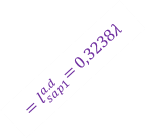 = l_{sap1}^{a.d} = 0,3238λ